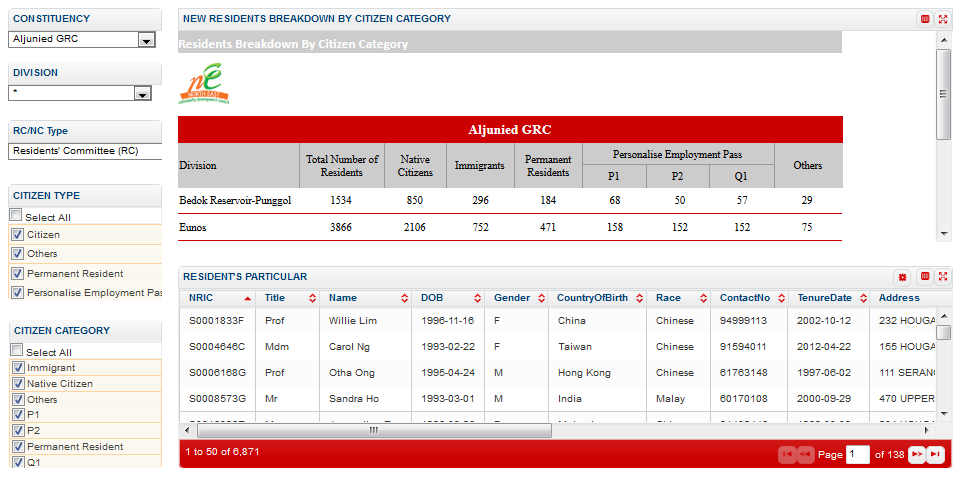 CONSTITUENCY
Aljunied GRC
DIVISION
*
RC/NC Type
Residents' Committee (RC)
CITIZEN TYPE
Select All
Citizen
Others
Permanent Resident
Personalise Employment Pas
CITIZEN CATEGORY
Select All
Immigrant
Native Citizen
Others
P1
P2
Permanent Resident
Q1
NEW RESIDENTS BREAKDOWN BY CITIZEN CATEGORY
Residents Breakdown By Citizen Category
ne
NORTH EAST
Aljunied GRC
Division Total Number of Residents Native Citizens Immigrants Permanent Residents Personalise Employment Pass P1 P2 Q1 Others
Bedok Reservoir-Punggol 1534 850 296 184 68 50 57 29
Eunos 3866 2106 752 471 158 152 152 75
RESIDENT'S PARTICULAR
NRIC Title Name DOB Gender CountryOfBirth Race ContactNo TenureDate Address
S0001833F Prof Willie Lim 1996-11-16 F China Chinese 94999113 2002-10-12 232 HOUGA
S0004646C Mdm Carol Ng 1993-02-22 F Taiwan Chinese 91594011 2012-04-22 155 HOUGA
S0006168G Prof Otha Ong 1995-04-24 M Hong Kong Chinese 61763148 1997-06-02 111 SERAN
S0008573G Mr Sandra Ho 1993-03-01 M India Malay 60170108 2000-09-29 470 UPPER
1 to 50 of 6,871
Page 1 of 138